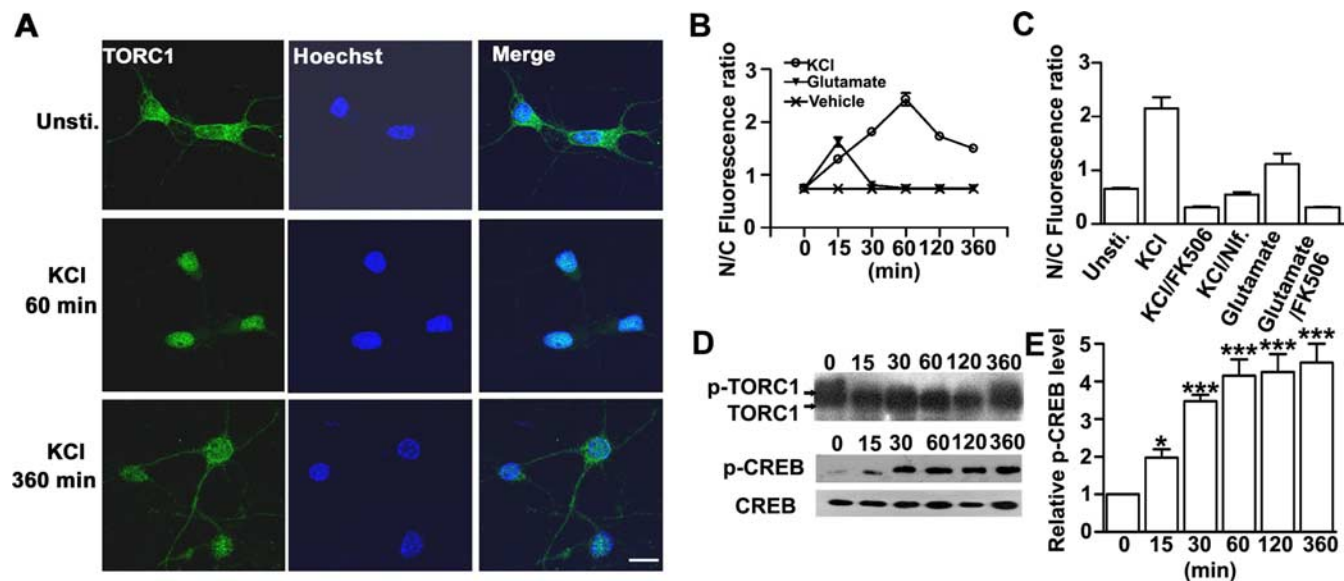 A
TORC1
Hoechst
Merge
Unsti.
KCl
60 min
KCl
360 min
B
N/C Fluorescence ratio
3
2
1
0
KCl
Glutamate
Vehicle
0 15 30 60 120 360
(min)
C
N/C Fluorescence ratio
3
2
1
0
Unsti.
KCl
KCl/FK506
KCl/NIf.
Glutamate
Glutamate
/FK506
D
0 15 30 60 120 360
p-TORC1
TORC1
0 15 30 60 120 360
p-CREB
CREB
E
Relative p-CREB level
5
4
3
2
1
0
*
***
***
***
***
0 15 30 60 120 360
(min)